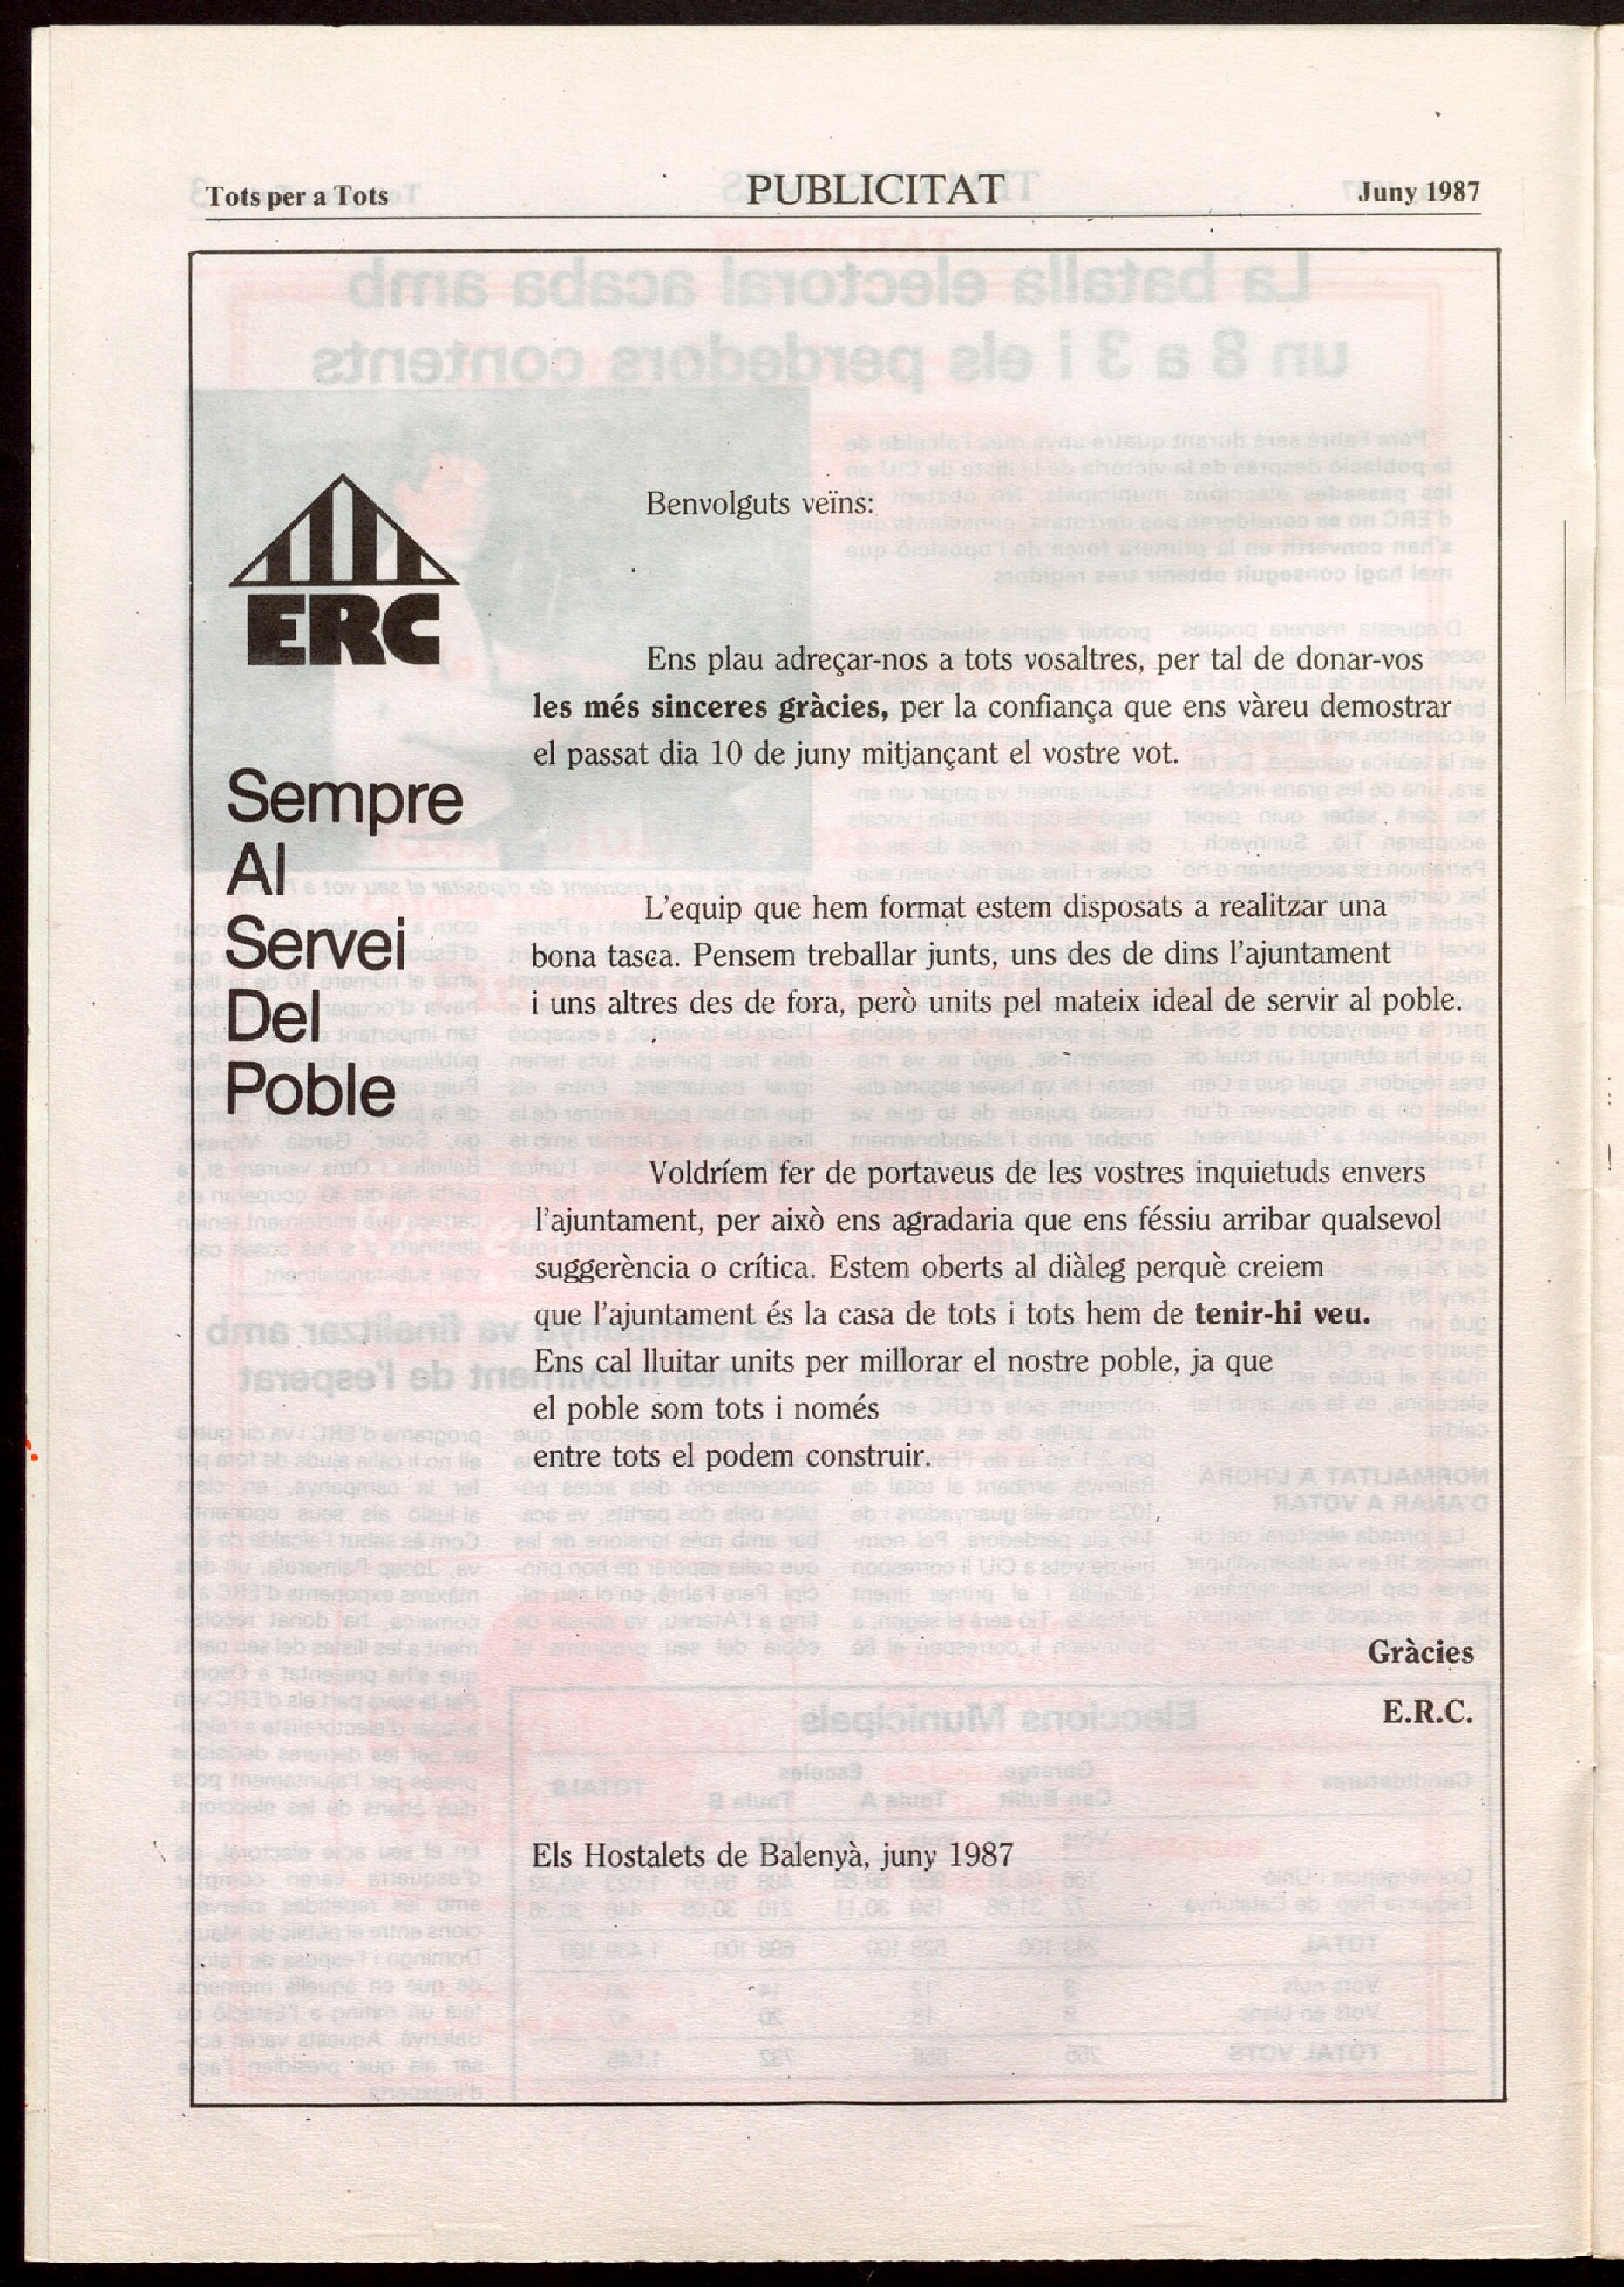 Tots per a Tots
PUBLICITAT
Juny 1987
ERC
Sempre
Al
Servei
Del
Poble
Benvolguts veïns:
Ens plau adreçar-nos a tots vosaltres, per tal de donar-vos
les més sinceres gràcies, per la confiança que ens vàreu demostrar
el passat dia 10 de juny mitjançant el vostre vot.
L'equip que hem format estem disposats a realitzar una
bona tasca. Pensem treballar junts, uns des de dins l'ajuntament
i uns altres des de fora, però units pel mateix ideal de servir al poble.
Voldríem fer de portaveus de les vostres inquietuds envers
l'ajuntament, per això ens agradaria que ens féssiu arribar qualsevol
suggerència o crítica. Estem oberts al diàleg perquè creiem
que l'ajuntament és la casa de tots i tots hem de tenir-hi veu.
Ens cal lluitar units per millorar el nostre poble, ja que
el poble som tots i només
entre tots el podem construir.
Gràcies
E.R.C.
Els Hostalets de Balenyà, juny 1987